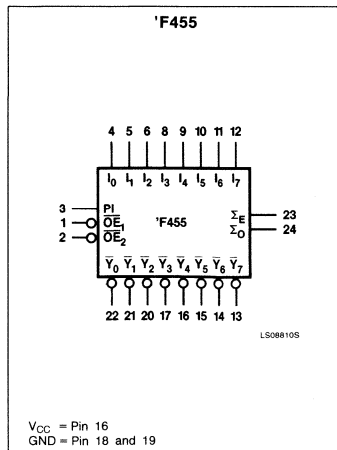 'F455
4 5 6 8 9 10 11 12
I0 I1 I2 I3 I4 I5 I6 I7
3 PI
1 OE1
2 OE2
'F455
ΣE 23
ΣO 24
Y0 Y1 Y2 Y3 Y4 Y5 Y6 Y7
22 21 20 17 16 15 14 13
LS08810S
VCC = Pin 16
GND = Pin 18 and 19